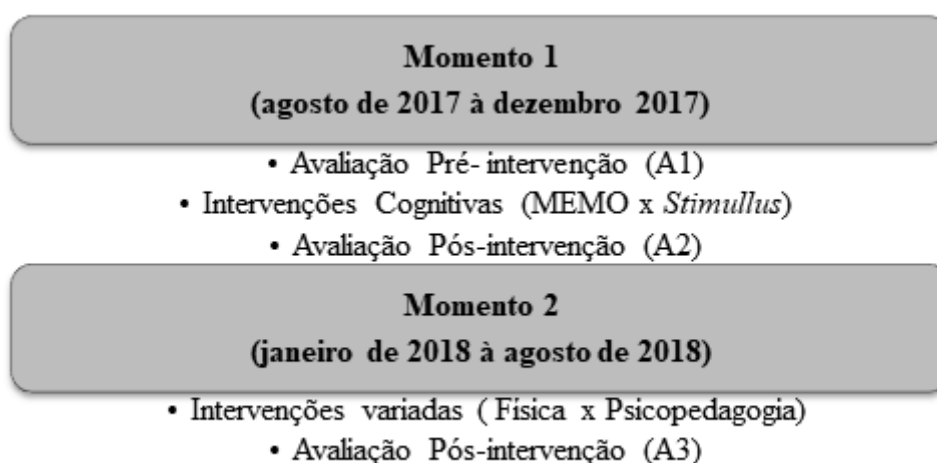 Momento 1
(agosto de 2017 à dezembro 2017)
• Avaliação Pré- intervenção (A1)
• Intervenções Cognitivas (MEMO x Stimullus)
• Avaliação Pós-intervenção (A2)
Momento 2
(janeiro de 2018 à agosto de 2018)
• Intervenções variadas ( Física x Psicopedagogia)
• Avaliação Pós-intervenção (A3)